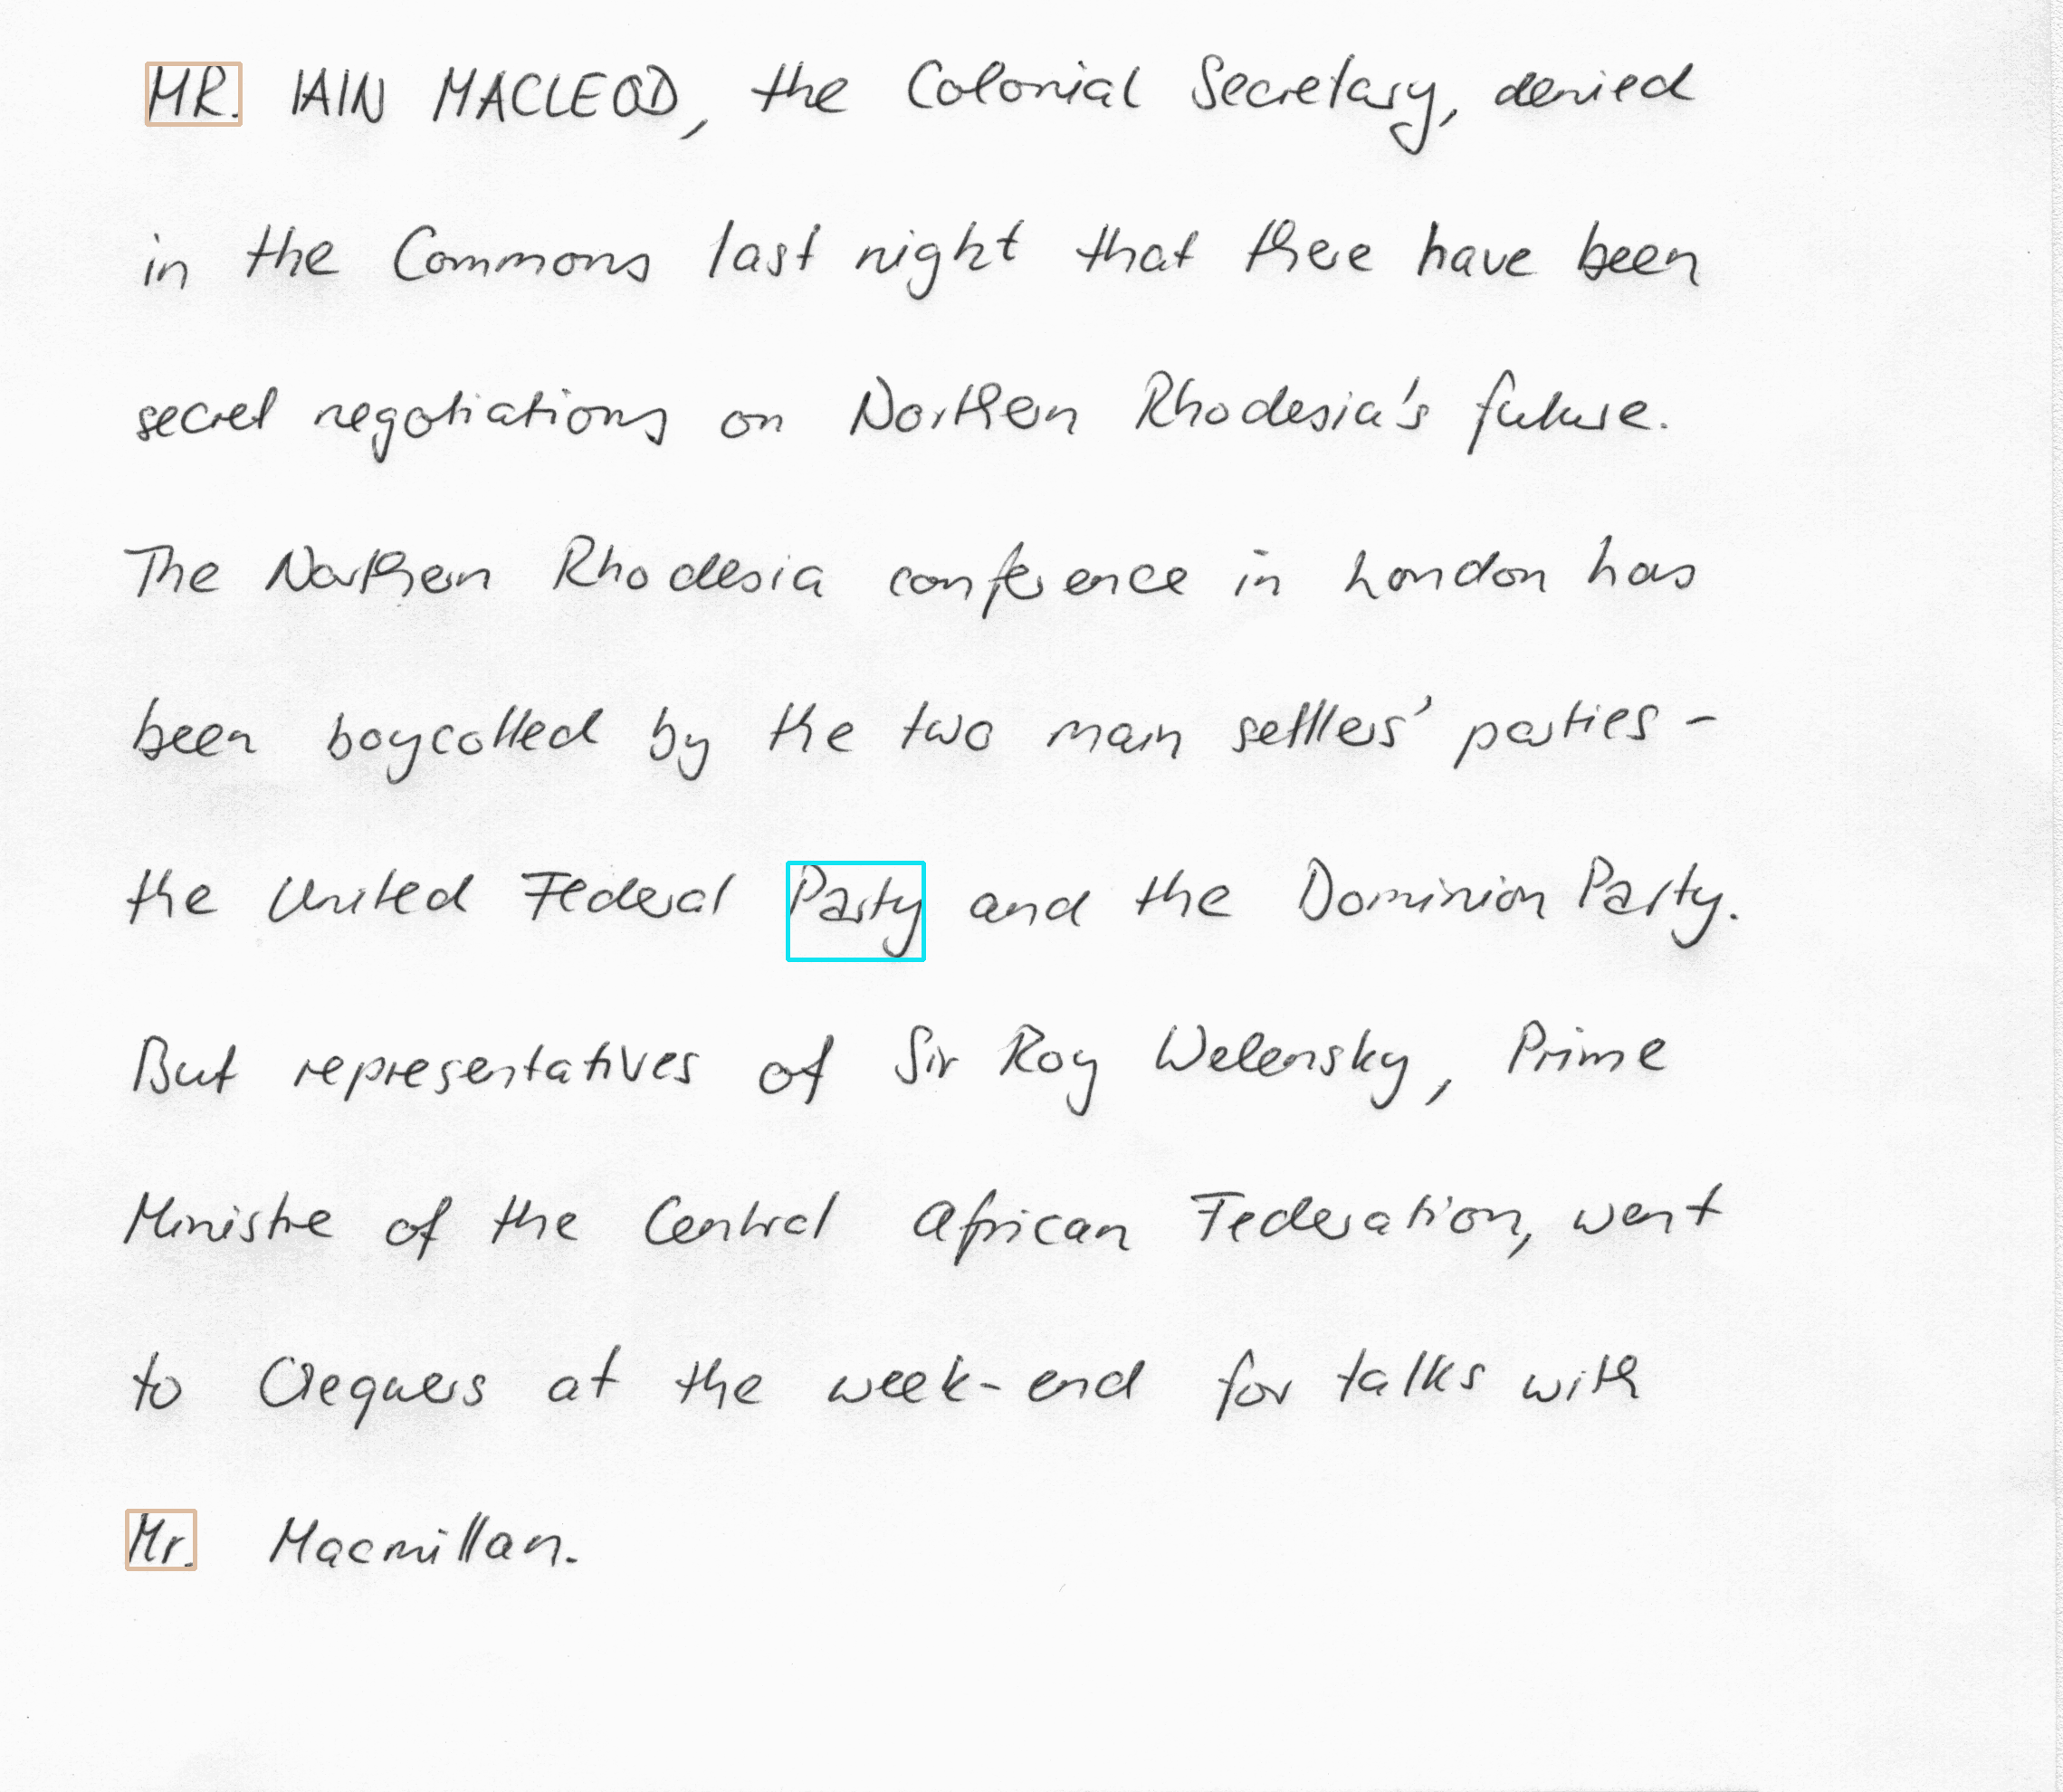 MR. IAIN MACLEOD, the Colonial Secretary, denied
in the Commons last night that there have been
secret negotiations on Northern Rhodesia's future.
The Northern Rhodesia conference in London has
been boycotted by the two main settlers' parties -
the United Federal Party and the Dominion Party.
But representatives of Sir Roy Welensky, Prime
Ministre of the Central African Federation, went
to Chequers at the week-end for talks with
Mr. Macmillan.